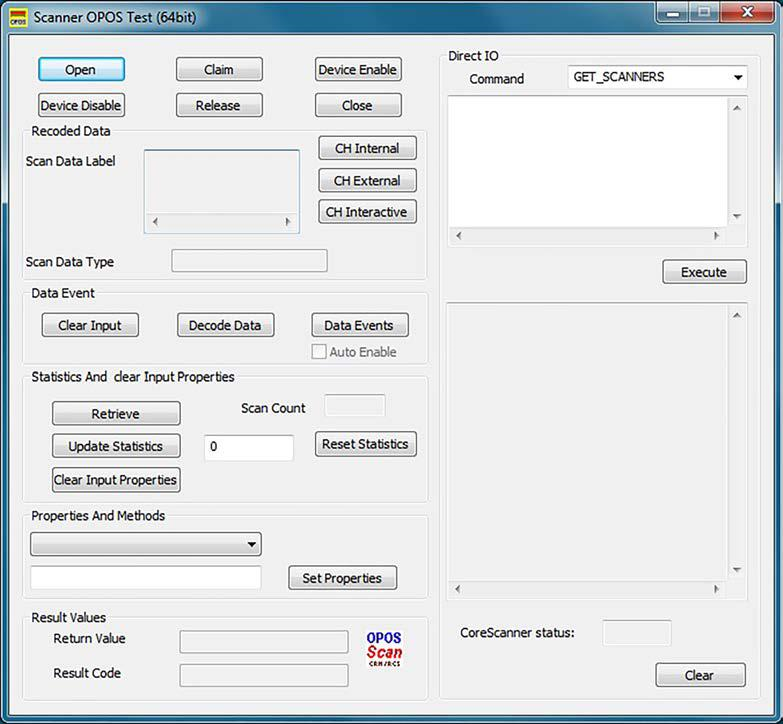 OPOS
Scanner OPOS Test (64bit)
Open
Claim
Device Enable
Device Disable
Release
Close
Recoded Data
Scan Data Label
CH Internal
CH External
CH Interactive
Scan Data Type
Data Event
Clear Input
Decode Data
Data Events
Auto Enable
Statistics And clear Input Properties
Retrieve
Scan Count
Update Statistics
0
Reset Statistics
Clear Input Properties
Properties And Methods
Set Properties
Result Values
Return Value
Result Code
OPOS
Scan
CRM/RCS
Direct IO
Command
GET_SCANNERS
Execute
CoreScanner status:
Clear